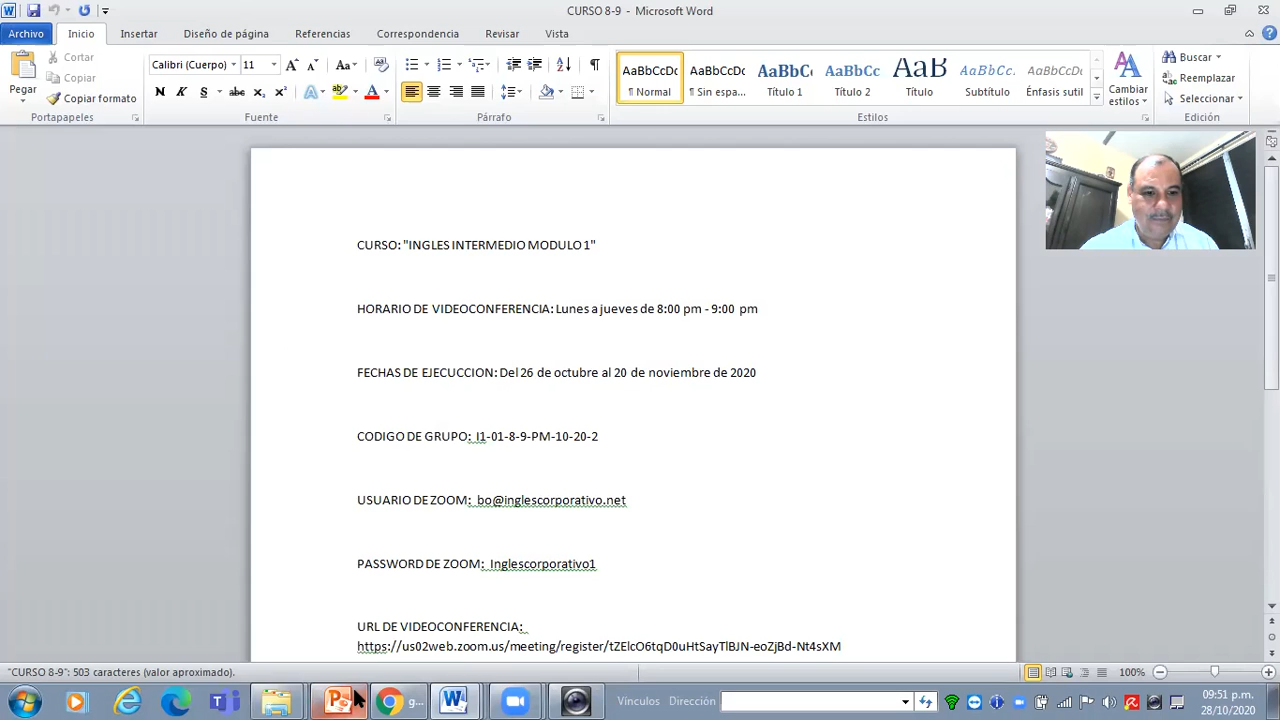 CURSO 8-9 - Microsoft Word
Archivo Inicio Insertar Diseño de página Referencias Correspondencia Revisar Vista
Pegar
Cortar
Copiar
Copiar formato
Portapapeles
Calibri (Cuerpo) 11
Aa
N K S abc x₂ x² A ab A
Fuente
Párrafo
AaBbCcDc AaBbCcDc AaBbC AaBbCc AaB AaBbCc AaBbCcDc
¶ Normal ¶ Sin espa... Título 1 Título 2 Título Subtítulo Énfasis sutil
Cambiar estilos
Estilos
Buscar
Reemplazar
Seleccionar
Edición
CURSO: "INGLES INTERMEDIO MODULO 1"
HORARIO DE VIDEOCONFERENCIA: Lunes a jueves de 8:00 pm - 9:00 pm
FECHAS DE EJECUCCION: Del 26 de octubre al 20 de noviembre de 2020
CODIGO DE GRUPO: I1-01-8-9-PM-10-20-2
USUARIO DE ZOOM: bo@inglescorporativo.net
PASSWORD DE ZOOM: Inglescorporativo1
URL DE VIDEOCONFERENCIA:
https://us02web.zoom.us/meeting/register/tZElcO6tqD0uHtSayTlBJN-eoZjBd-Nt4sXM
"CURSO 8-9": 503 caracteres (valor aproximado).
100%
g...
Vínculos Dirección
09:51 p.m.
28/10/2020